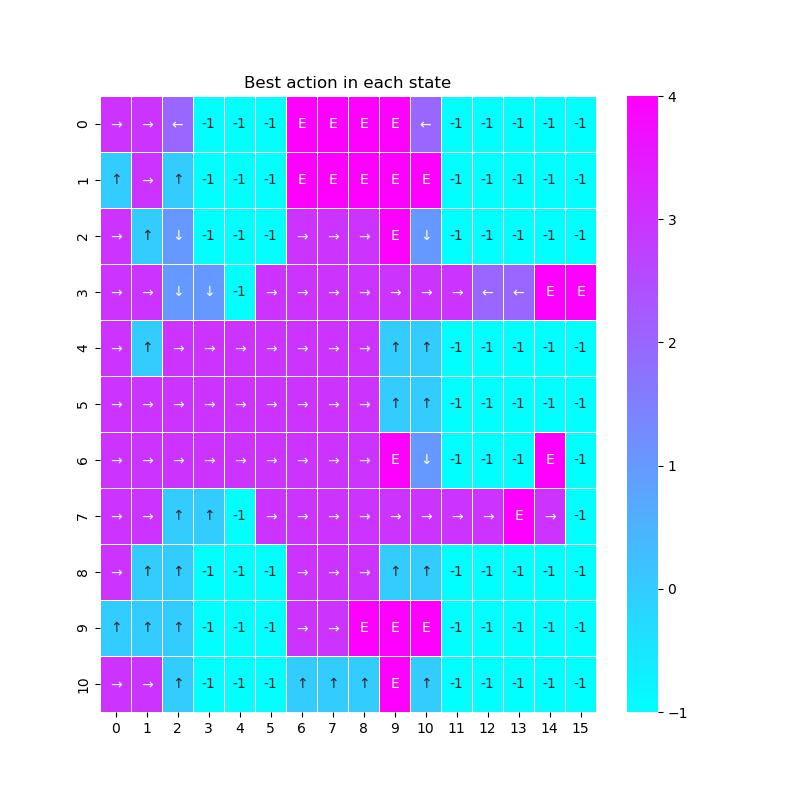 Best action in each state
0 → → ← -1 -1 -1 E E E E ← -1 -1 -1 -1 -1 4
1 ↑ → ↑ -1 -1 -1 E E E E E -1 -1 -1 -1 -1
2 → ↑ ↓ -1 -1 -1 → → → E ↓ -1 -1 -1 -1 -1 3
3 → → ↓ ↓ -1 → → → → → → → ← ← E E
4 → ↑ → → → → → → → ↑ ↑ -1 -1 -1 -1 -1 2
5 → → → → → → → → → ↑ ↑ -1 -1 -1 -1 -1
6 → → → → → → → → → E ↓ -1 -1 -1 E -1 1
7 → → ↑ ↑ -1 → → → → → → → → E → -1
8 → ↑ ↑ -1 -1 -1 → → → ↑ ↑ -1 -1 -1 -1 -1 0
9 ↑ ↑ ↑ -1 -1 -1 → → E E E -1 -1 -1 -1 -1
10 → → ↑ -1 -1 -1 ↑ ↑ ↑ E ↑ -1 -1 -1 -1 -1 −1
0 1 2 3 4 5 6 7 8 9 10 11 12 13 14 15